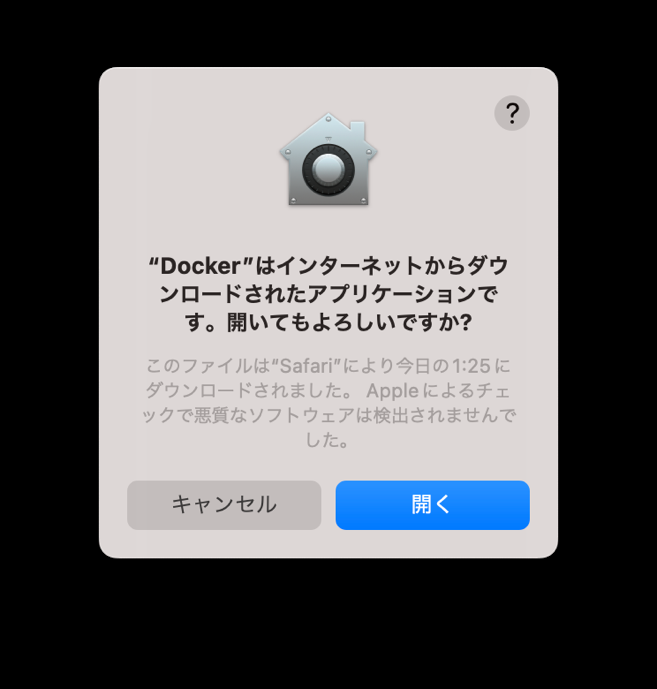 ?
“Docker”はインターネットからダウ
ンロードされたアプリケーションで
す。開いてもよろしいですか?
このファイルは“Safari”により今日の1:25に
ダウンロードされました。 Appleによるチェ
ックで悪質なソフトウェアは検出されませんで
した。
キャンセル
開く